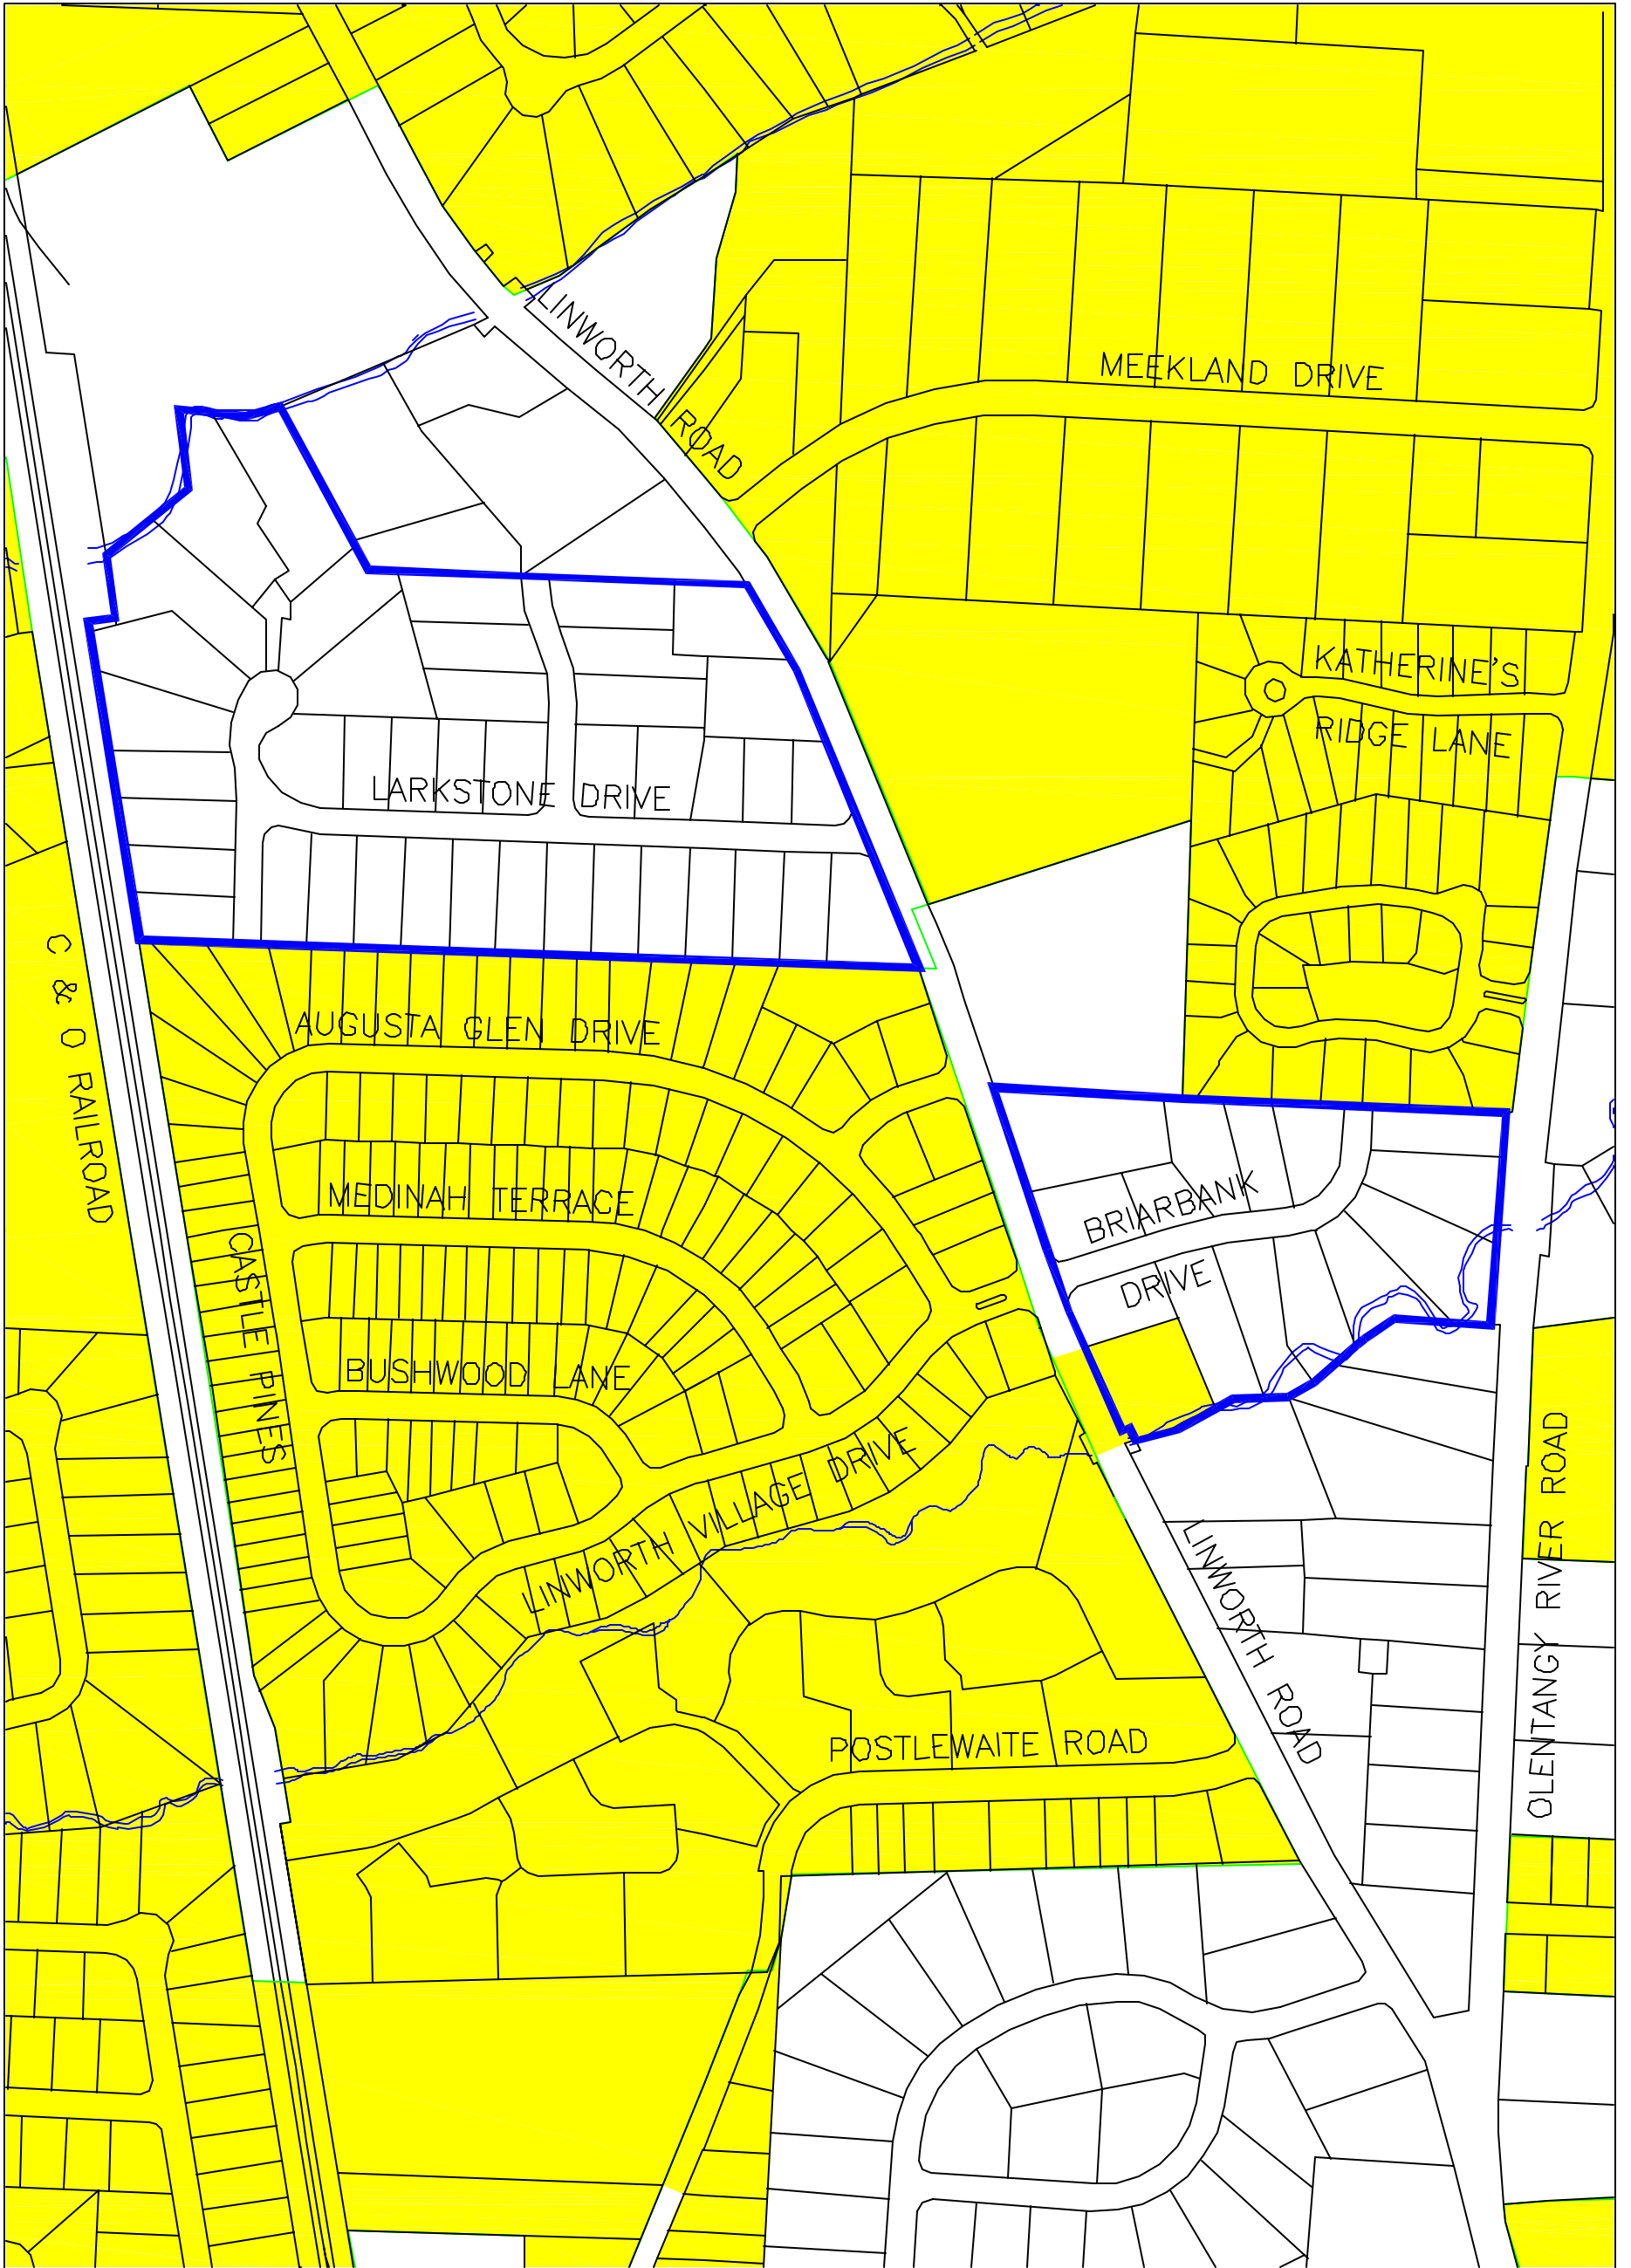 LINWORTH ROAD
MEEKLAND DRIVE
KATHERINE'S
RIDGE LANE
LARKSTONE DRIVE
C & O RAILROAD
AUGUSTA GLEN DRIVE
MEDINAH TERRACE
BRIARBANK
DRIVE
CASTLE PINES
BUSHWOOD LANE
LINWORTH VILLAGE DRIVE
LINWORTH ROAD
OLENTANGY RIVER ROAD
POSTLEWAITE ROAD